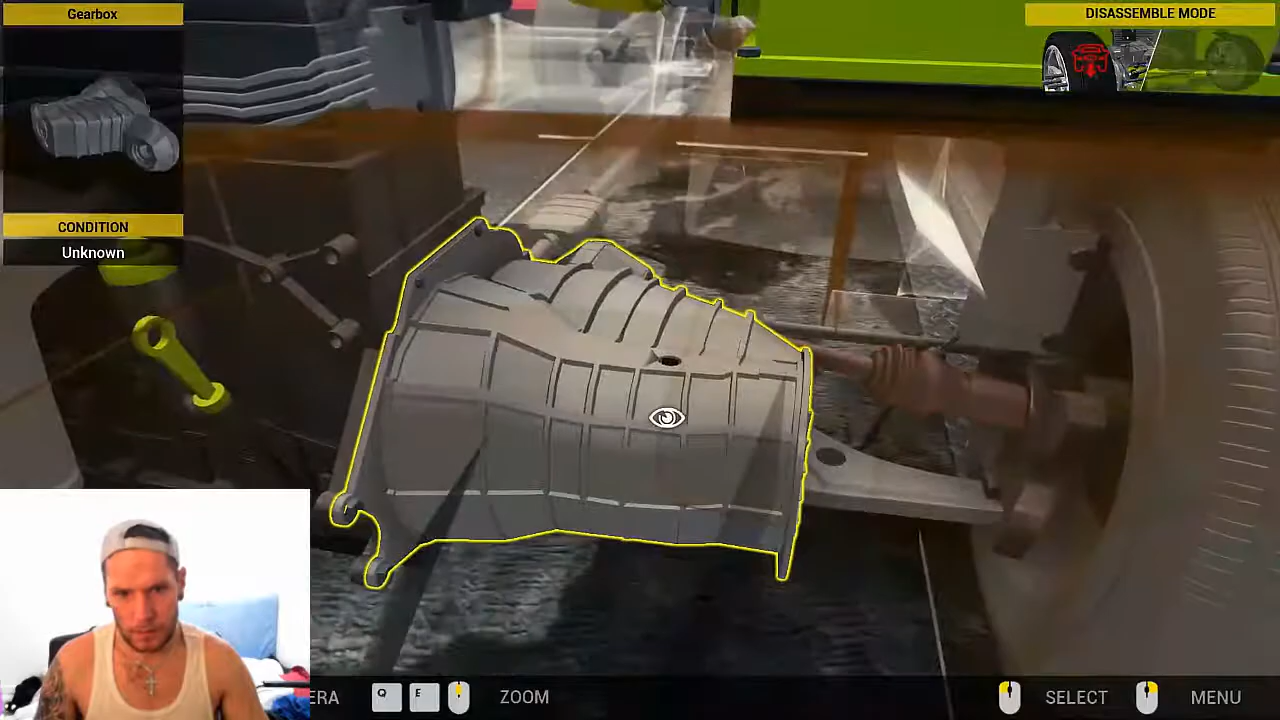 Gearbox
DISASSEMBLE MODE
CONDITION
Unknown
ERA
Q
E
ZOOM
SELECT
MENU